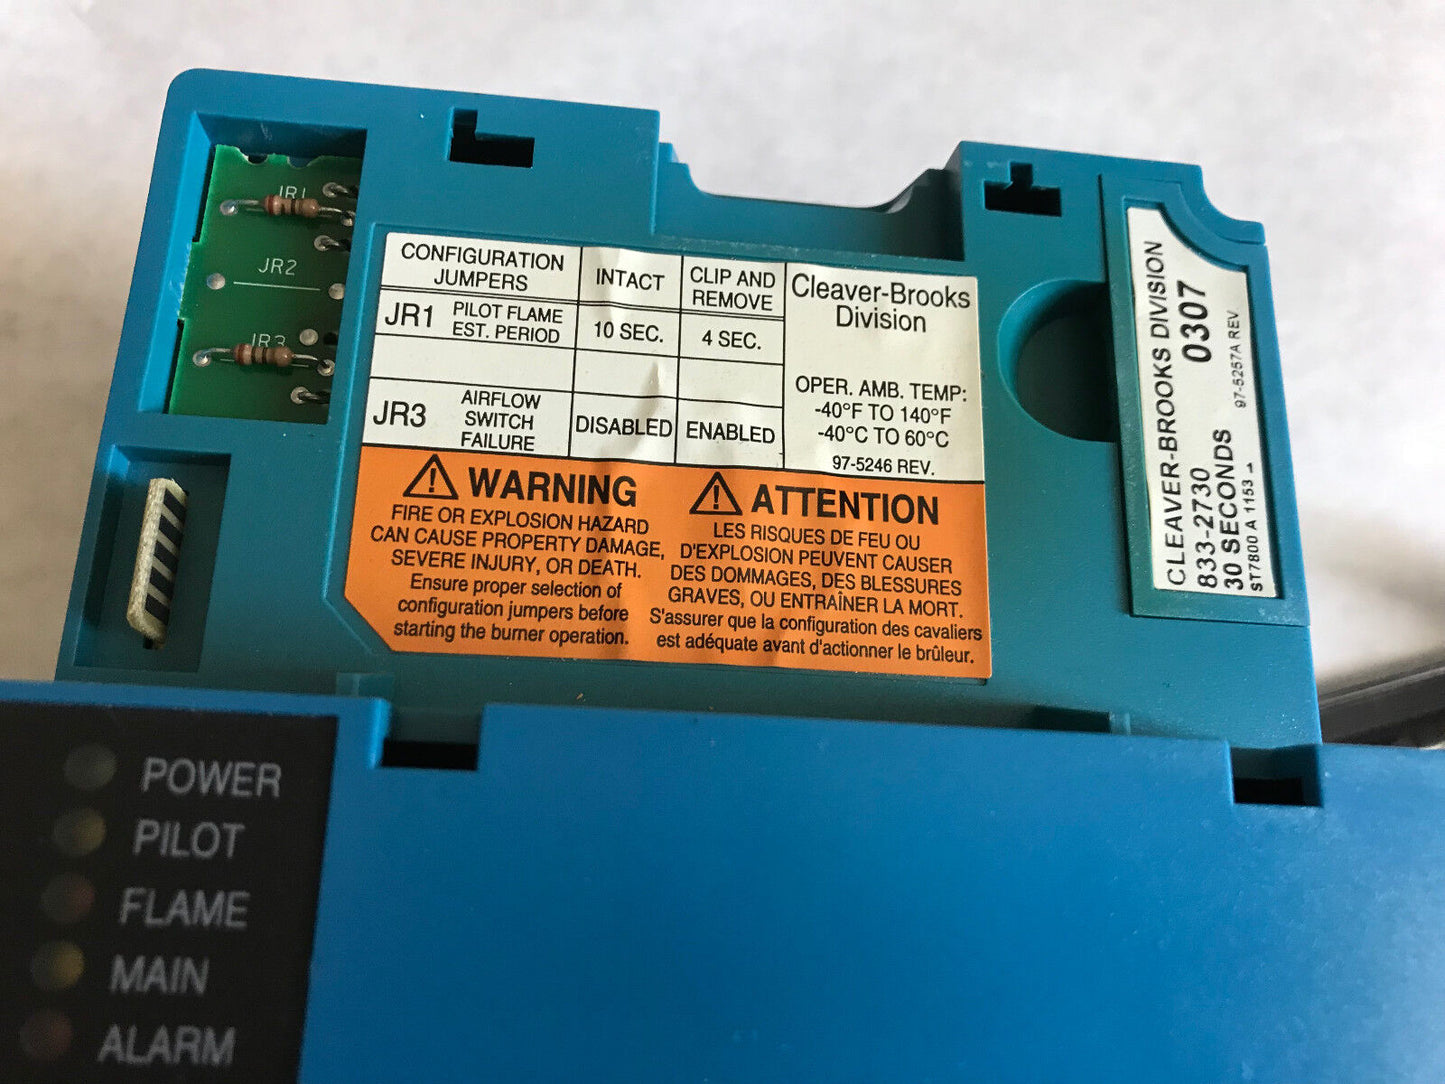 JR1
JR2
JR3
CONFIGURATION JUMPERS
INTACT
CLIP AND REMOVE
JR1 PILOT FLAME EST. PERIOD
10 SEC.
4 SEC.
JR3 AIRFLOW SWITCH FAILURE
DISABLED
ENABLED
Cleaver-Brooks
Division
OPER. AMB. TEMP:
-40°F TO 140°F
-40°C TO 60°C
97-5246 REV.
⚠ WARNING
FIRE OR EXPLOSION HAZARD
CAN CAUSE PROPERTY DAMAGE,
SEVERE INJURY, OR DEATH.
Ensure proper selection of
configuration jumpers before
starting the burner operation.
⚠ ATTENTION
LES RISQUES DE FEU OU
D'EXPLOSION PEUVENT CAUSER
DES DOMMAGES, DES BLESSURES
GRAVES, OU ENTRAÎNER LA MORT.
S'assurer que la configuration des cavaliers
est adéquate avant d'actionner le brûleur.
CLEAVER-BROOKS DIVISION
833-2730 0307
30 SECONDS
ST7800 A 1153
97-5257A REV
POWER
PILOT
FLAME
MAIN
ALARM